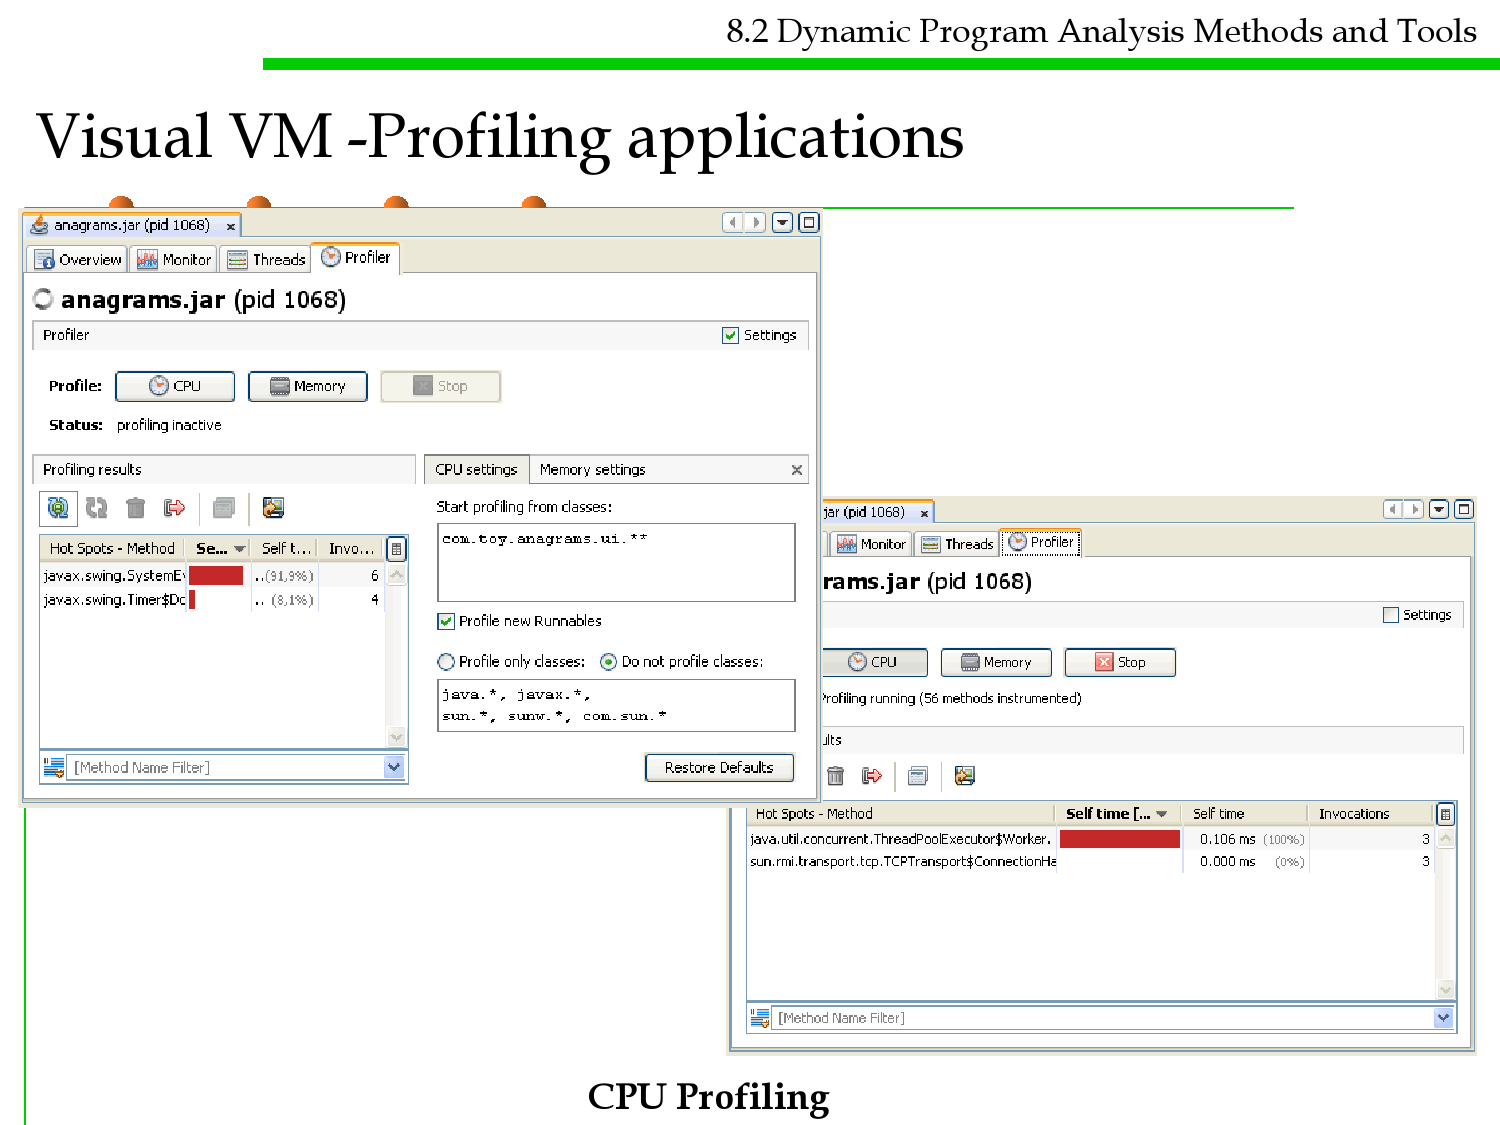 8.2 Dynamic Program Analysis Methods and Tools
Visual VM -Profiling applications
anagrams.jar (pid 1068)
Overview Monitor Threads Profiler
anagrams.jar (pid 1068)
Profiler Settings
Profile: CPU Memory Stop
Status: profiling inactive
Profiling results CPU settings Memory settings
Start profiling from classes:
com.toy.anagrams.ui.**
Hot Spots - Method Se... Self t... Invo...
javax.swing.SystemEv ..(91,9%) 6
javax.swing.Timer$Do .. (8,1%) 4
Profile new Runnables
Profile only classes: Do not profile classes:
java.*, javax.*,
sun.*, sunw.*, com.sun.*
[Method Name Filter]
Restore Defaults
jar (pid 1068)
Monitor Threads Profiler
rams.jar (pid 1068)
Settings
CPU Memory Stop
Profiling running (56 methods instrumented)
ults
Hot Spots - Method Self time [... Self time Invocations
java.util.concurrent.ThreadPoolExecutor$Worker. 0.106 ms (100%) 3
sun.rmi.transport.tcp.TCPTransport$ConnectionHa 0.000 ms (0%) 3
[Method Name Filter]
CPU Profiling